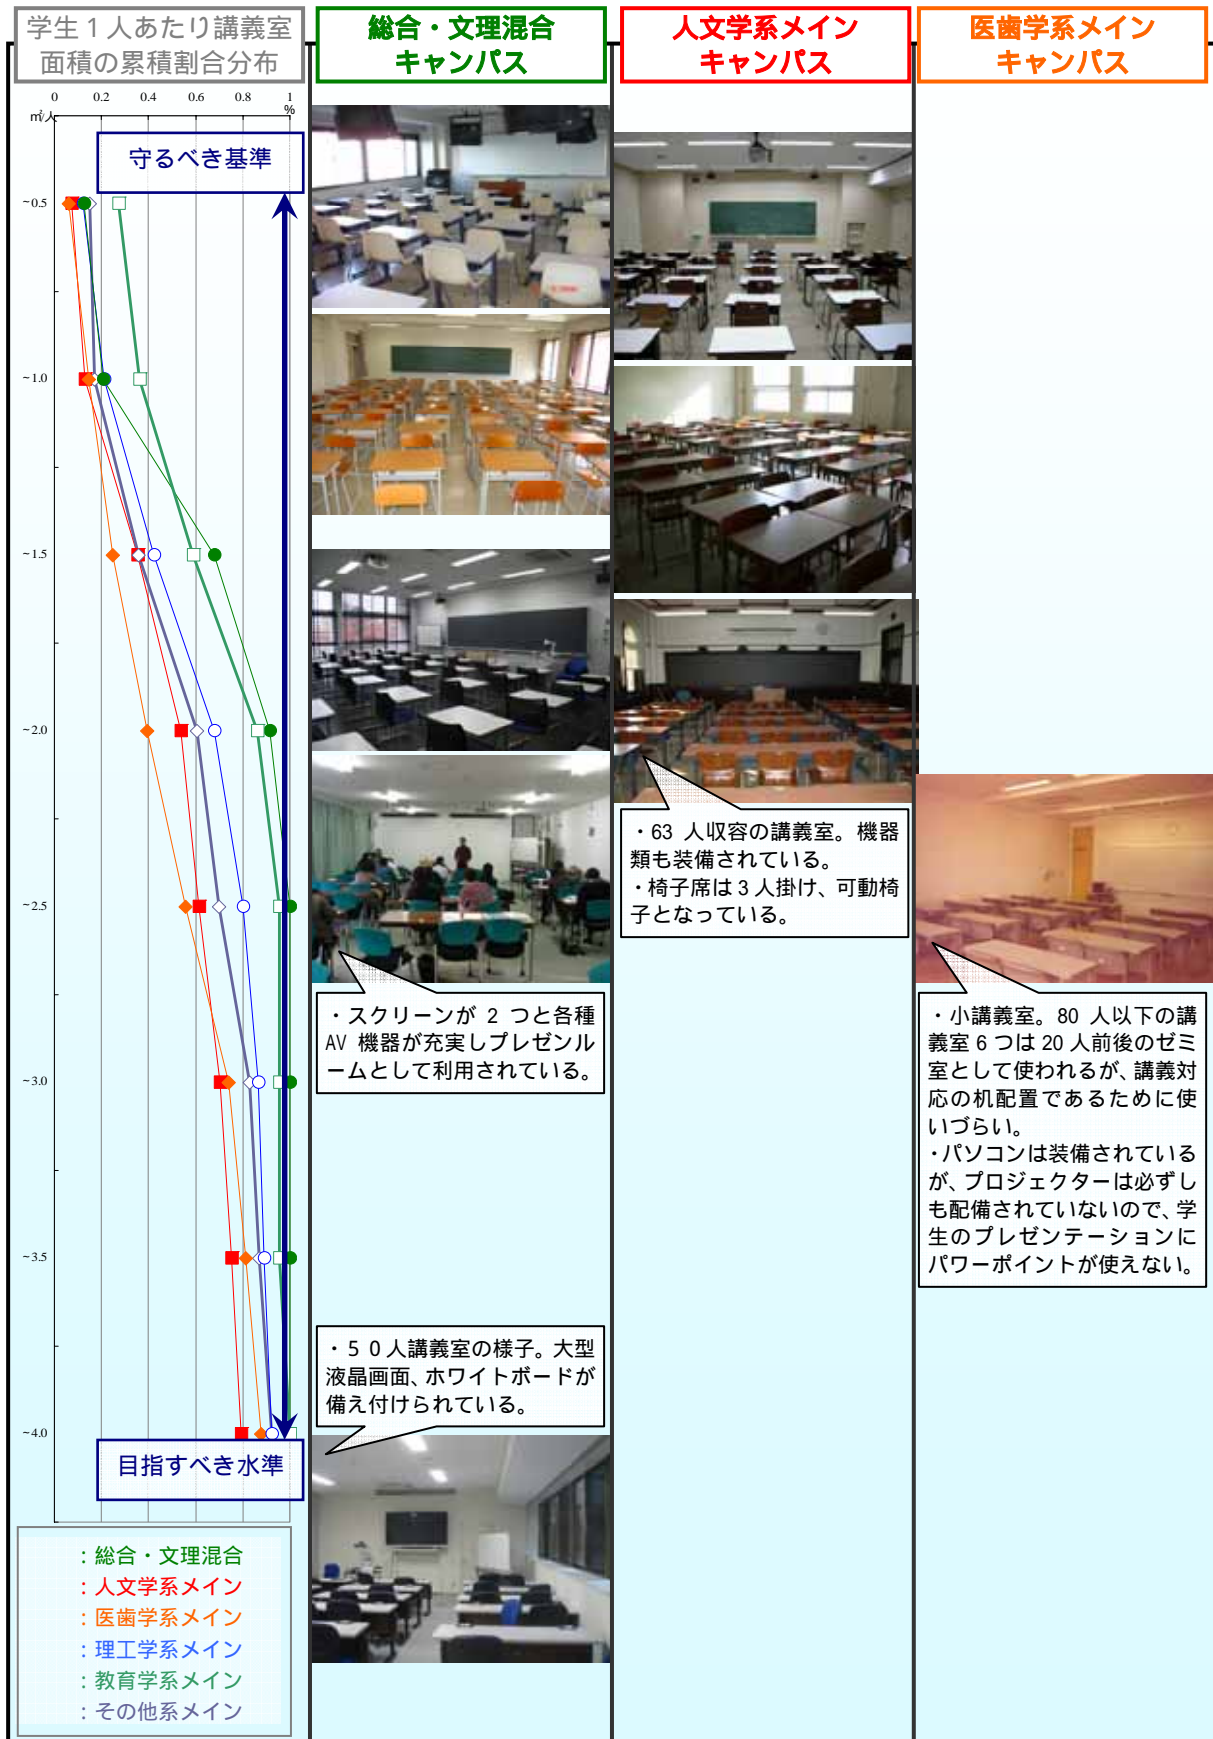 学生１人あたり講義室
面積の累積割合分布
総合・文理混合
キャンパス
人文学系メイン
キャンパス
医歯学系メイン
キャンパス
0 0.2 0.4 0.6 0.8 1
%
㎡/人
守るべき基準
~0.5
~1.0
~1.5
~2.0
~2.5
~3.0
~3.5
~4.0
目指すべき水準
：総合・文理混合
：人文学系メイン
：医歯学系メイン
：理工学系メイン
：教育学系メイン
：その他系メイン
・スクリーンが 2 つと各種
AV 機器が充実しプレゼンル
ームとして利用されている。
・５０人講義室の様子。大型
液晶画面、ホワイトボードが
備え付けられている。
・63 人収容の講義室。機器
類も装備されている。
・椅子席は３人掛け、可動椅
子となっている。
・小講義室。80 人以下の講
義室６つは 20 人前後のゼミ
室として使われるが、講義対
応の机配置であるために使
いづらい。
・パソコンは装備されている
が、プロジェクターは必ずし
も配備されていないので、学
生のプレゼンテーションに
パワーポイントが使えない。